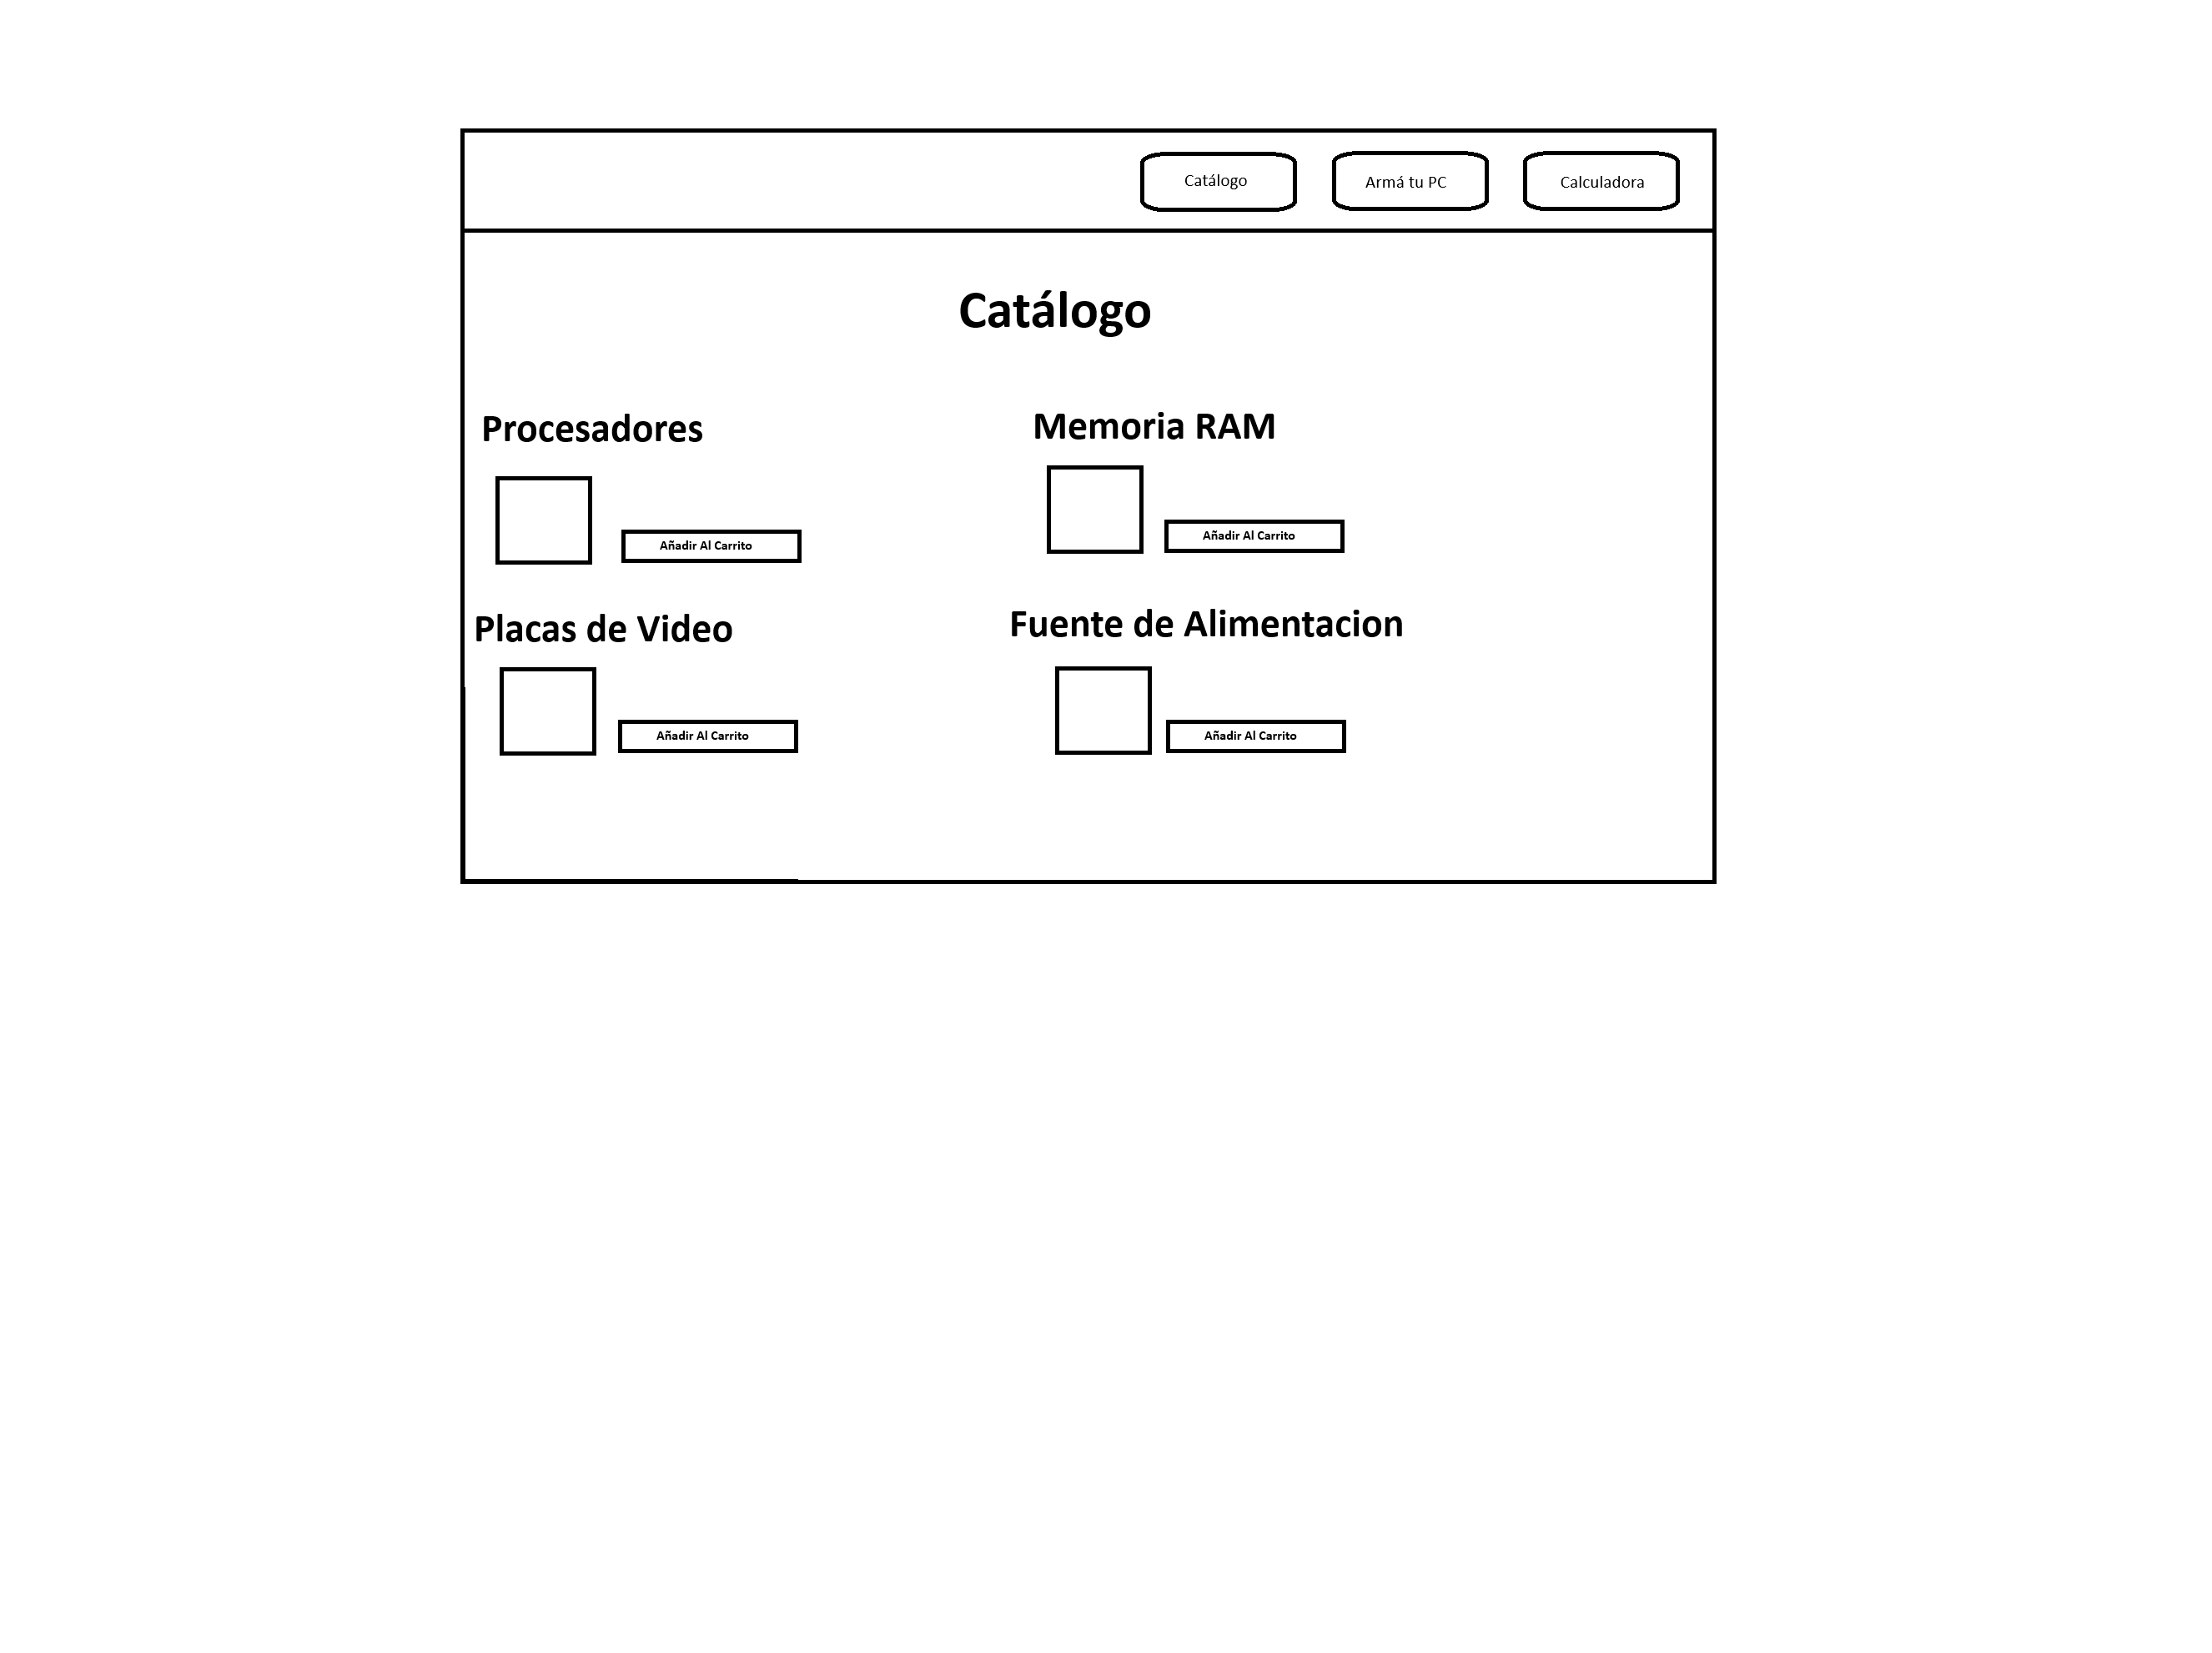 Catálogo
Armá tu PC
Calculadora
Catálogo
Procesadores
Memoria RAM
Añadir Al Carrito
Añadir Al Carrito
Placas de Video
Fuente de Alimentacion
Añadir Al Carrito
Añadir Al Carrito